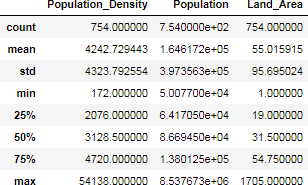 Population_Density Population Land_Area
count 754.000000 7.540000e+02 754.000000
mean 4242.729443 1.646172e+05 55.015915
std 4323.792554 3.973563e+05 95.695024
min 172.000000 5.007700e+04 1.000000
25% 2076.000000 6.417050e+04 19.000000
50% 3128.500000 8.669450e+04 31.500000
75% 4720.000000 1.380125e+05 54.750000
max 54138.000000 8.537673e+06 1705.000000